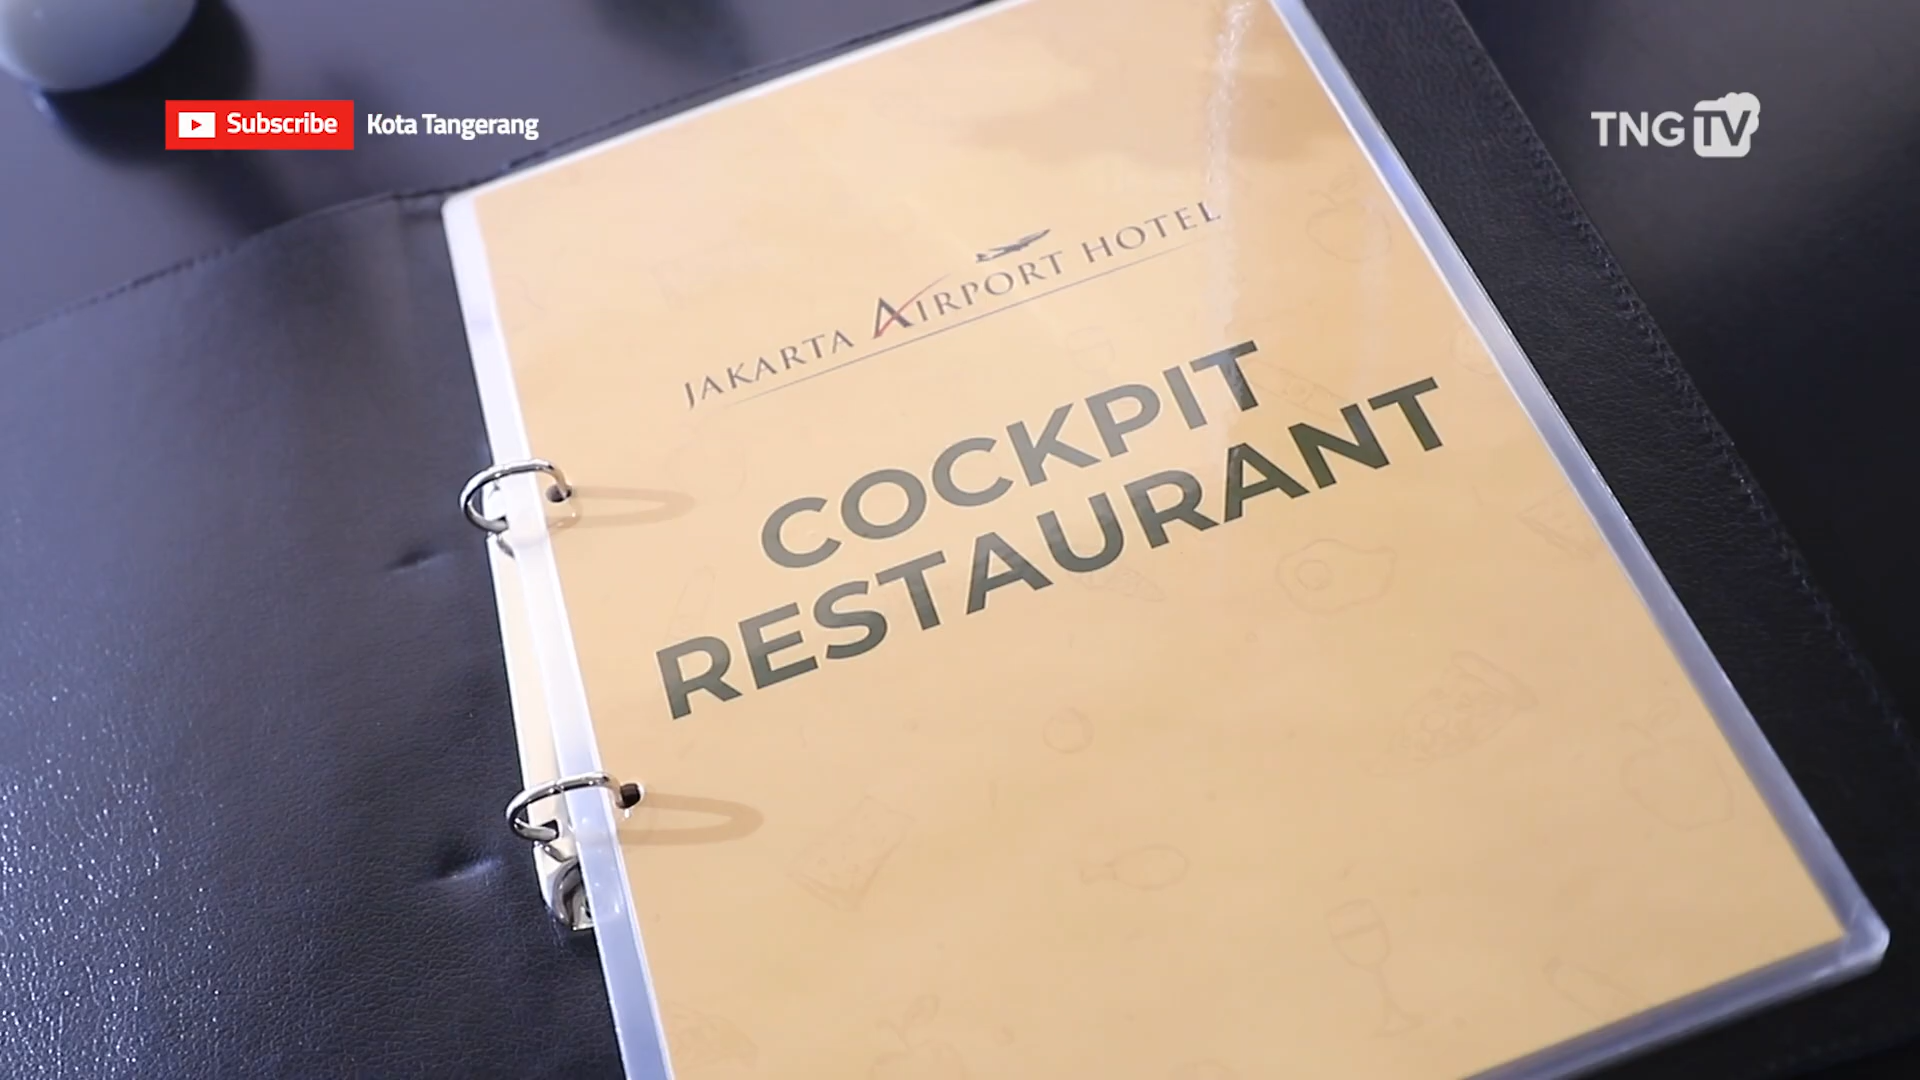 Subscribe Kota Tangerang
TNG TV
JAKARTA AIRPORT HOTEL
COCKPIT
RESTAURANT